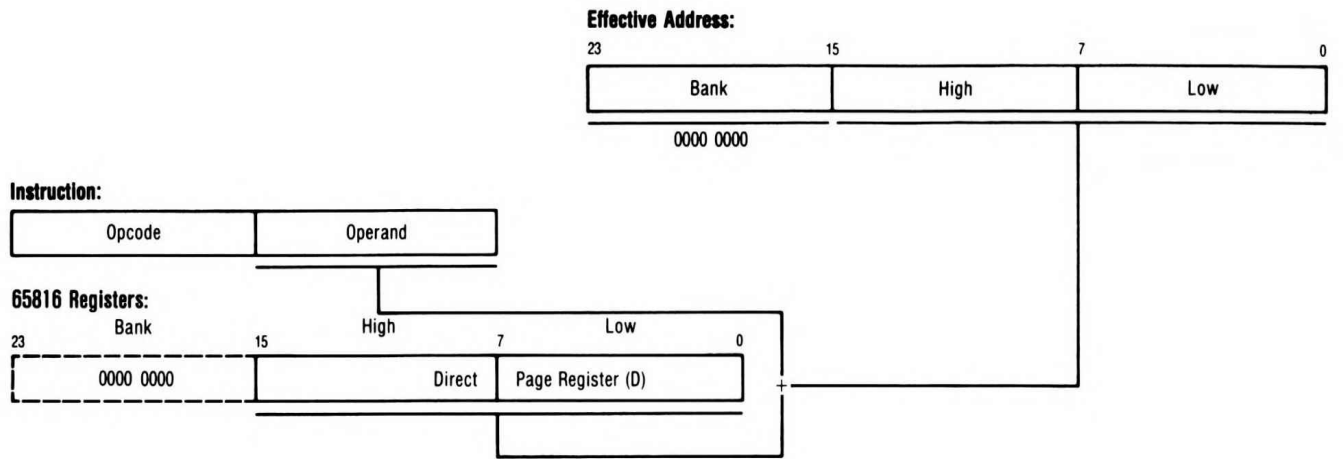 Effective Address:
23 15 7 0
Bank High Low
0000 0000
Instruction:
Opcode Operand
65816 Registers:
Bank High Low
23 15 7 0
0000 0000 Direct Page Register (D)
+